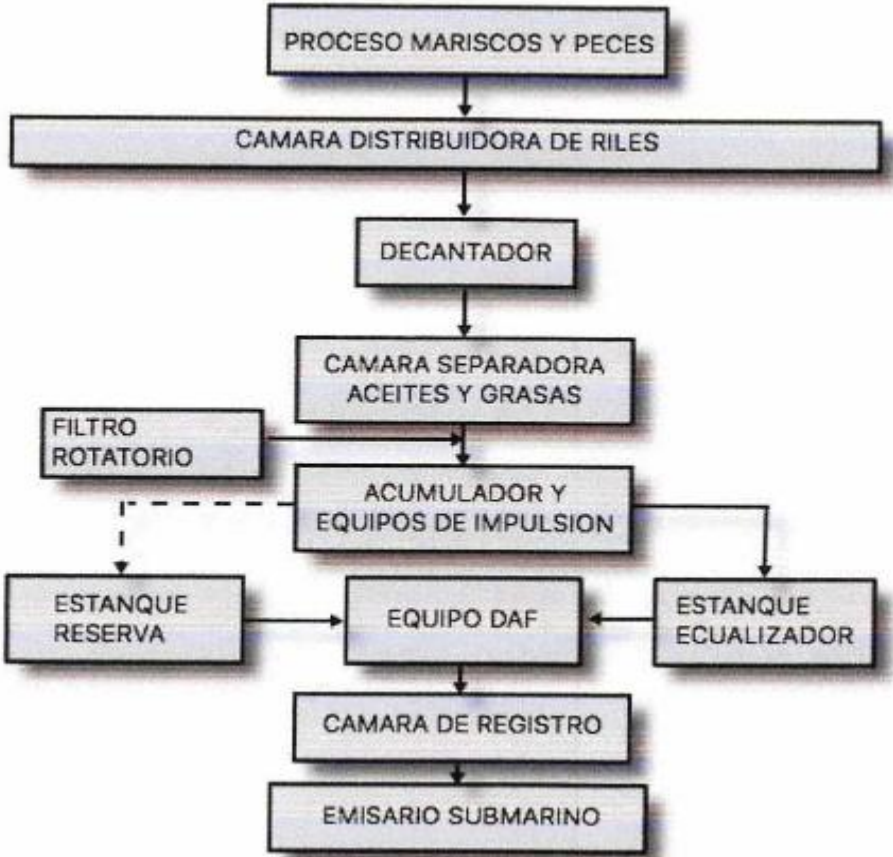 PROCESO MARISCOS Y PECES
CAMARA DISTRIBUIDORA DE RILES
DECANTADOR
CAMARA SEPARADORA
ACEITES Y GRASAS
FILTRO
ROTATORIO
ACUMULADOR Y
EQUIPOS DE IMPULSION
ESTANQUE
RESERVA
EQUIPO DAF
ESTANQUE
ECUALIZADOR
CAMARA DE REGISTRO
EMISARIO SUBMARINO